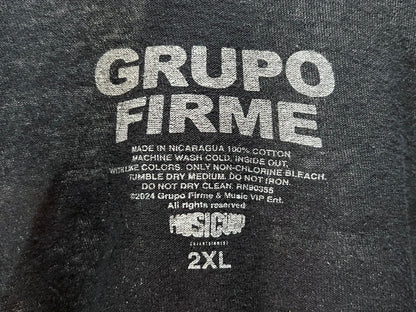 GRUPO
FIRME
MADE IN NICARAGUA 100% COTTON
MACHINE WASH COLD. INSIDE OUT.
WITH LIKE COLORS. ONLY NON-CHLORINE BLEACH.
TUMBLE DRY MEDIUM. DO NOT IRON.
DO NOT DRY CLEAN. RN90355
©2024 Grupo Firme & Music VIP Ent.
All rights reserved
ENTERTAINMENT
2XL